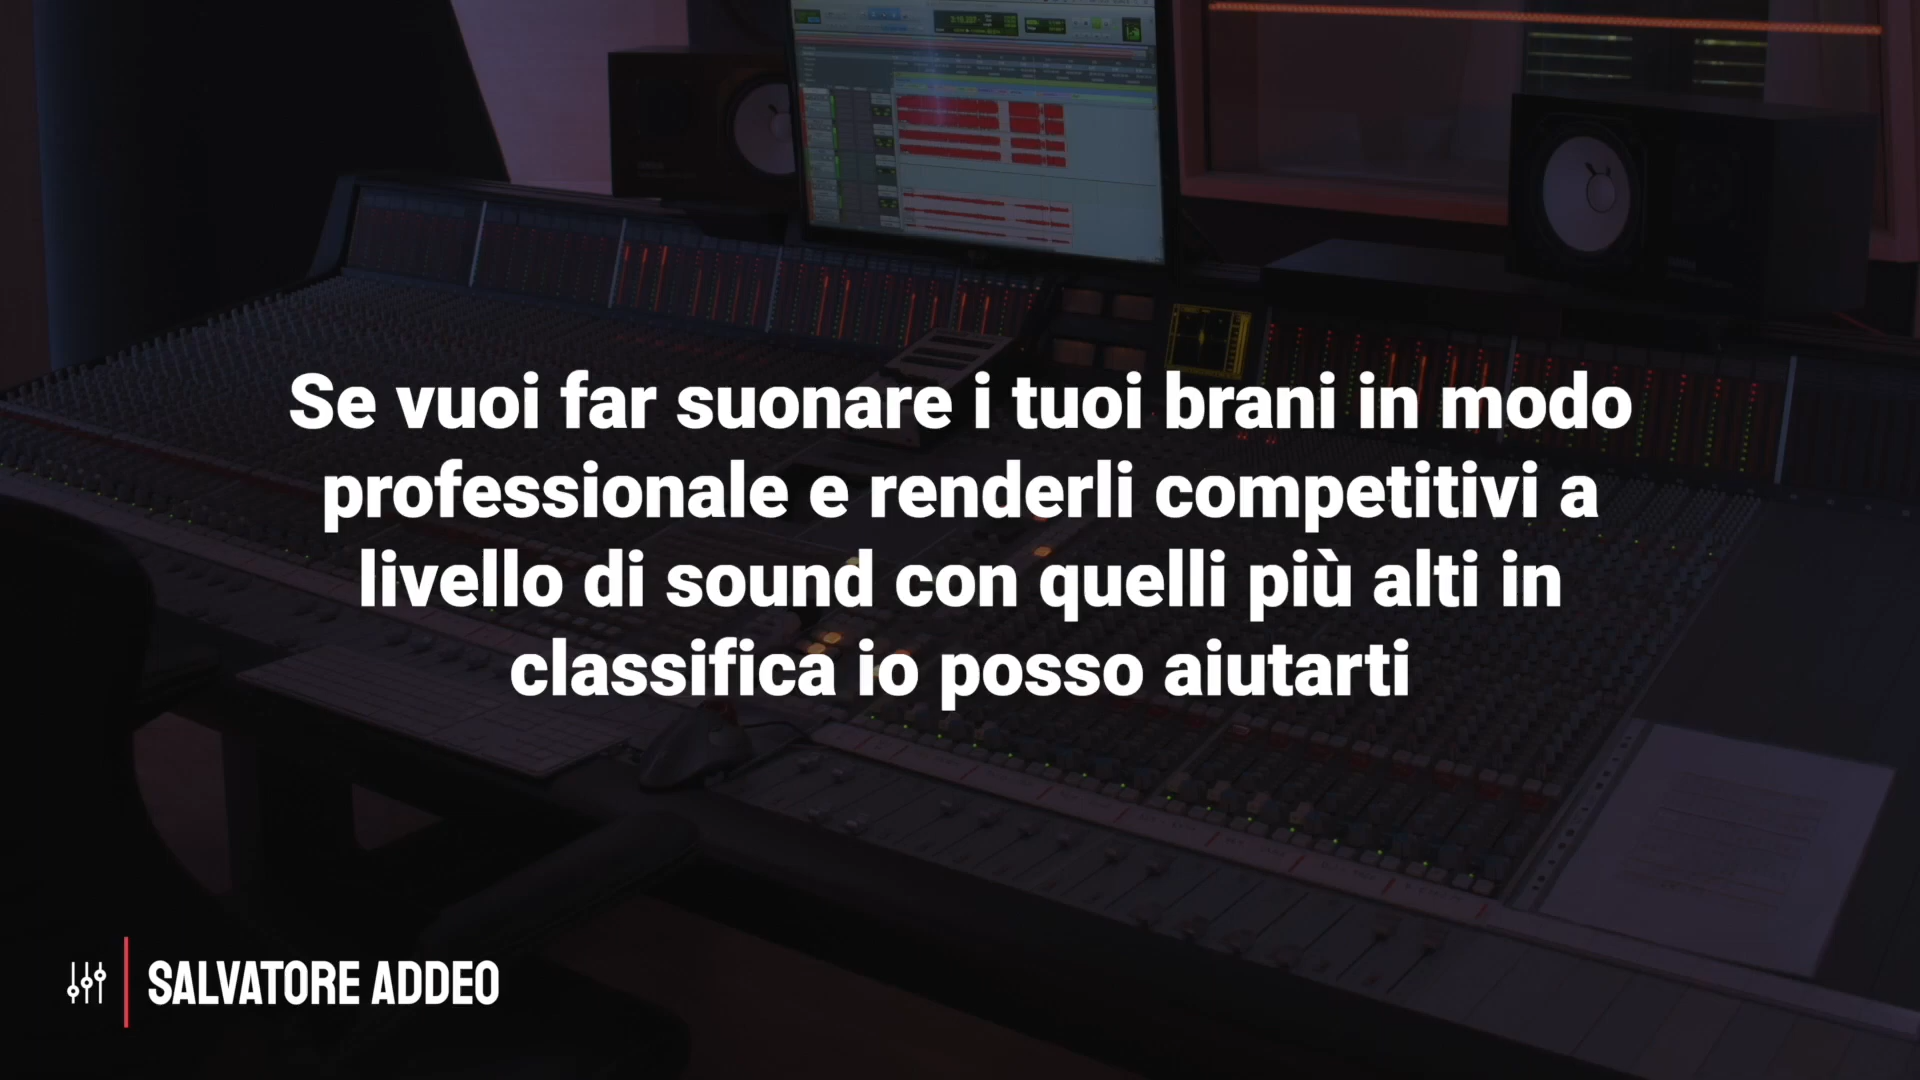 Se vuoi far suonare i tuoi brani in modo
professionale e renderli competitivi a
livello di sound con quelli più alti in
classifica io posso aiutarti
SALVATORE ADDEO